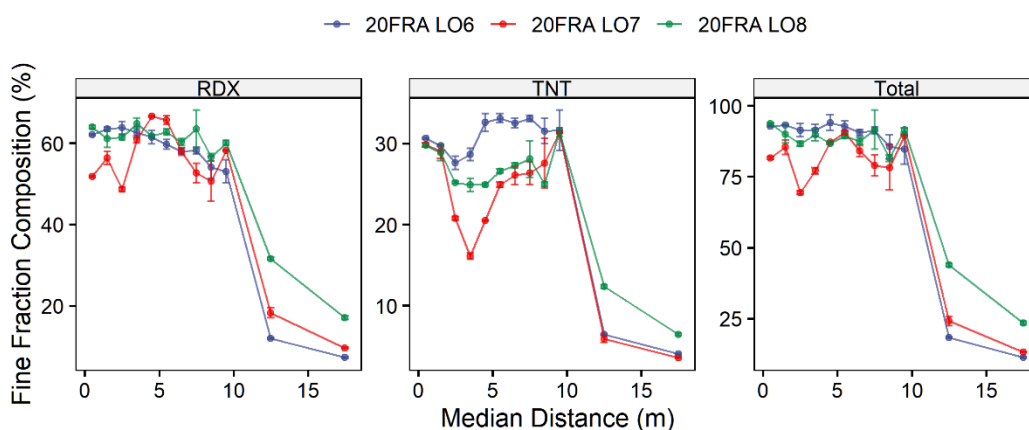 20FRA LO6 20FRA LO7 20FRA LO8
RDX TNT Total
Fine Fraction Composition (%)
60
40
20
30
20
10
100
75
50
25
0 5 10 15 0 5 10 15 0 5 10 15
Median Distance (m)